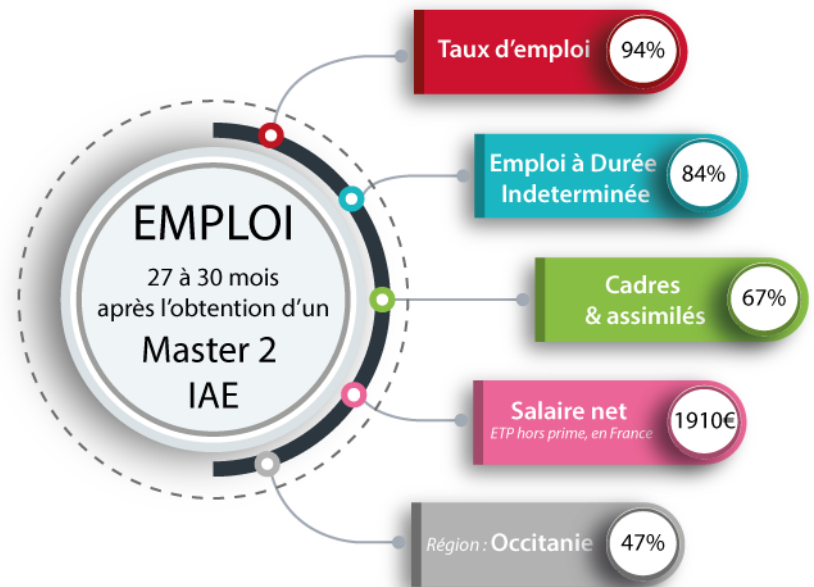 EMPLOI
27 à 30 mois
après l'obtention d'un
Master 2
IAE
Taux d'emploi
94%
Emploi à Durée
Indeterminée
84%
Cadres
& assimilés
67%
Salaire net
ETP hors prime, en France
1910€
Région : Occitanie
47%